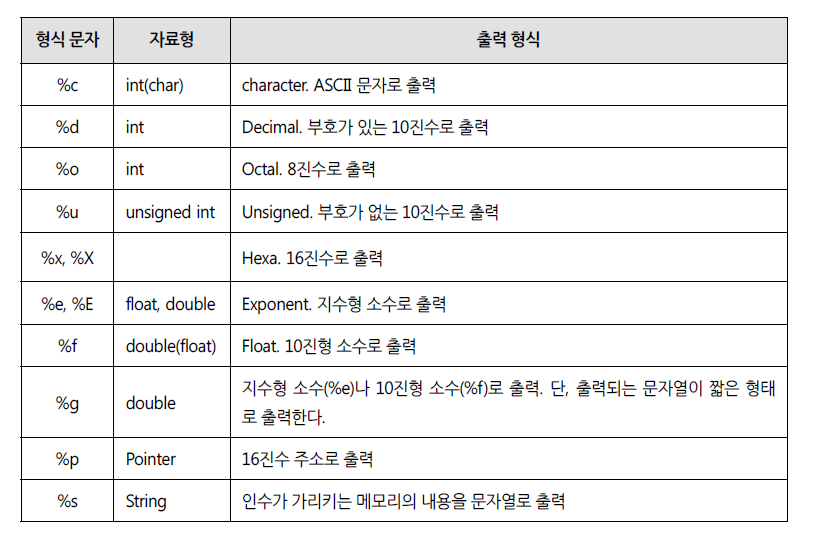 형식 문자 자료형 출력 형식
%c int(char) character. ASCII 문자로 출력
%d int Decimal. 부호가 있는 10진수로 출력
%o int Octal. 8진수로 출력
%u unsigned int Unsigned. 부호가 없는 10진수로 출력
%x, %X Hexa. 16진수로 출력
%e, %E float, double Exponent. 지수형 소수로 출력
%f double(float) Float. 10진형 소수로 출력
%g double 지수형 소수(%e)나 10진형 소수(%f)로 출력. 단, 출력되는 문자열이 짧은 형태
로 출력한다.
%p Pointer 16진수 주소로 출력
%s String 인수가 가리키는 메모리의 내용을 문자열로 출력